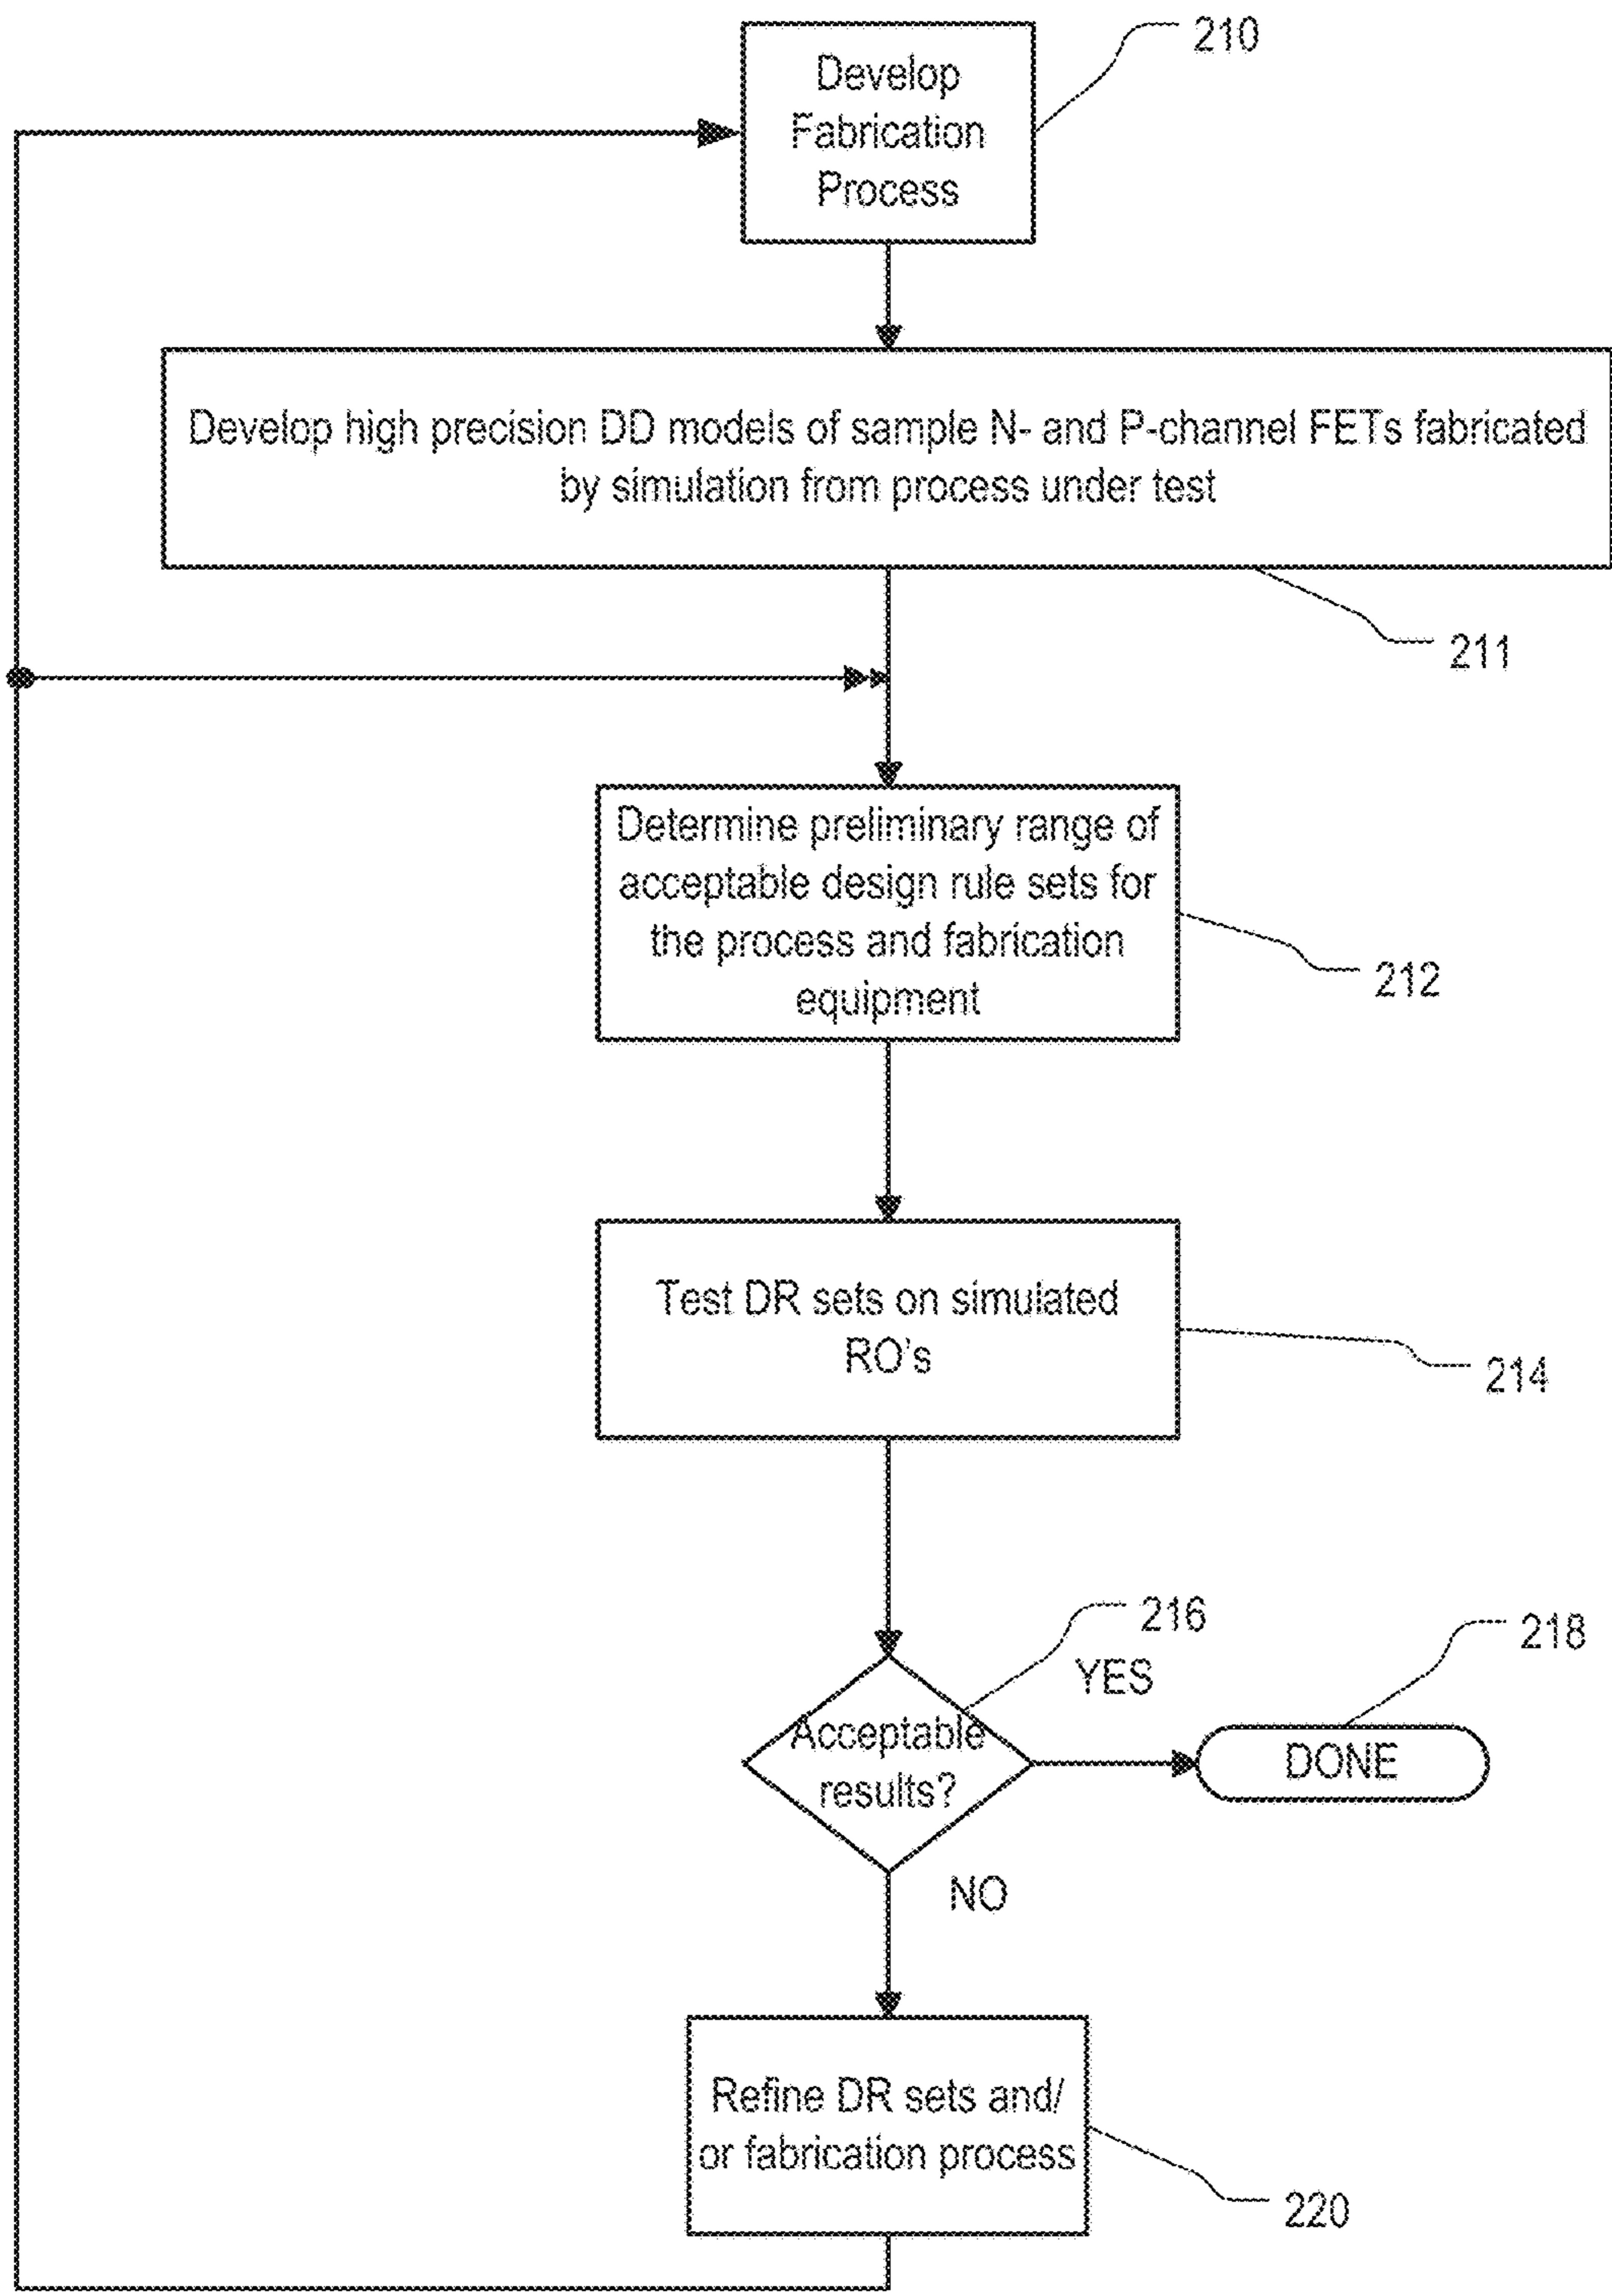 210
Develop
Fabrication
Process
Develop high precision DD models of sample N- and P-channel FETs fabricated
by simulation from process under test
211
Determine preliminary range of
acceptable design rule sets for
the process and fabrication
equipment
212
Test DR sets on simulated
RO's
214
216
218
YES
Acceptable
results?
DONE
NO
Refine DR sets and/
or fabrication process
220